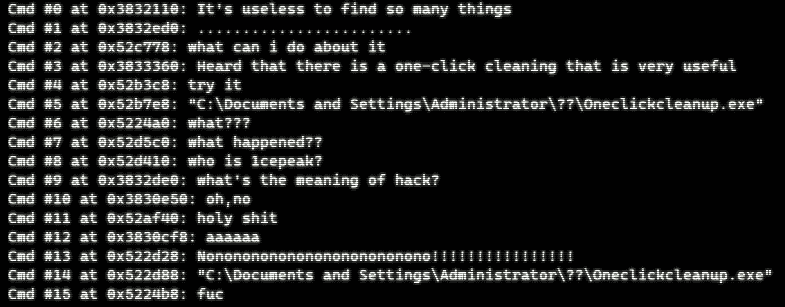 Cmd #0 at 0x3832110: It's useless to find so many things
Cmd #1 at 0x3832ed0: ........................
Cmd #2 at 0x52c778: what can i do about it
Cmd #3 at 0x3833360: Heard that there is a one-click cleaning that is very useful
Cmd #4 at 0x52b3c8: try it
Cmd #5 at 0x52b7e8: "C:\Documents and Settings\Administrator\??\Oneclickcleanup.exe"
Cmd #6 at 0x5224a0: what???
Cmd #7 at 0x52d5c0: what happened??
Cmd #8 at 0x52d410: who is 1cepeak?
Cmd #9 at 0x3832de0: what's the meaning of hack?
Cmd #10 at 0x3830e50: oh,no
Cmd #11 at 0x52af40: holy shit
Cmd #12 at 0x3830cf8: aaaaaa
Cmd #13 at 0x522d28: Nonononononononononononono!!!!!!!!!!!!!!!!
Cmd #14 at 0x522d88: "C:\Documents and Settings\Administrator\??\Oneclickcleanup.exe"
Cmd #15 at 0x5224b8: fuc